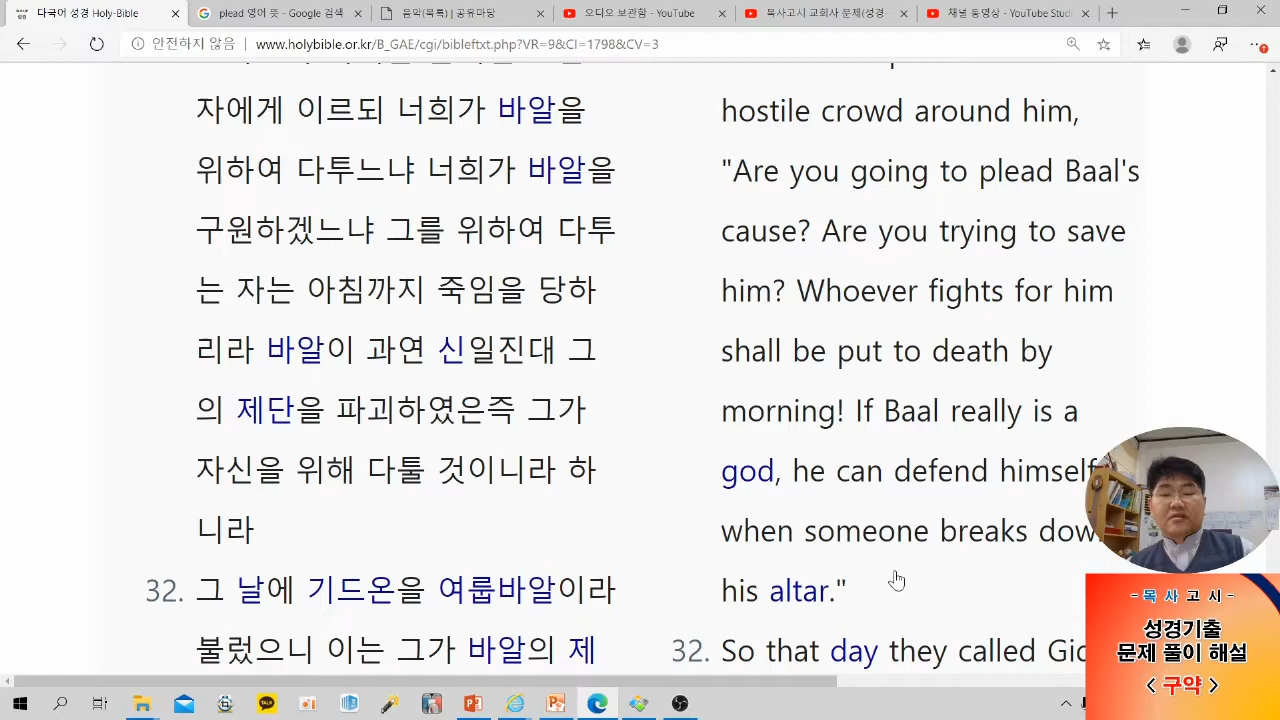 다국어 성경 Holy-Bible
plead 영어 뜻 - Google 검색
음악(목록) | 공유마당
오디오 보관함 - YouTube
목사고시 교회사 문제(성경-
채널 동영상 - YouTube Stud
안전하지 않음
www.holybible.or.kr/B_GAE/cgi/bibleftxt.php?VR=9&CI=1798&CV=3
자에게 이르되 너희가 바알을
위하여 다투느냐 너희가 바알을
구원하겠느냐 그를 위하여 다투
는 자는 아침까지 죽임을 당하
리라 바알이 과연 신일진대 그
의 제단을 파괴하였은즉 그가
자신을 위해 다툴 것이니라 하
니라
32. 그 날에 기드온을 여룹바알이라
불렀으니 이는 그가 바알의 제
hostile crowd around him,
"Are you going to plead Baal's
cause? Are you trying to save
him? Whoever fights for him
shall be put to death by
morning! If Baal really is a
god, he can defend himself
when someone breaks dow
his altar."
32. So that day they called Gid
- 목 사 고 시 -
성경기출
문제 풀이 해설
< 구약 >